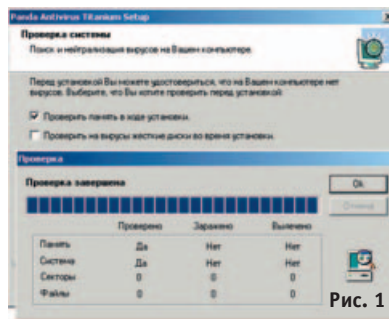 Panda Antivirus Titanium Setup
Проверка системы
Поиск и нейтрализация вирусов на Вашем компьютере.
Перед установкой Вы можете удостовериться, что на Вашем компьютере нет
вирусов. Выберите, что Вы хотите проверить перед установкой.
Проверить память в ходе установки.
Проверить на вирусы жесткие диски во время установки.
Проверка
Проверка завершена
Ok
Отмена
Проверено Заражено Вылечено
Память Да Нет Нет
Система Да Нет Нет
Секторы 0 0 0
Файлы 0 0 0
Рис. 1